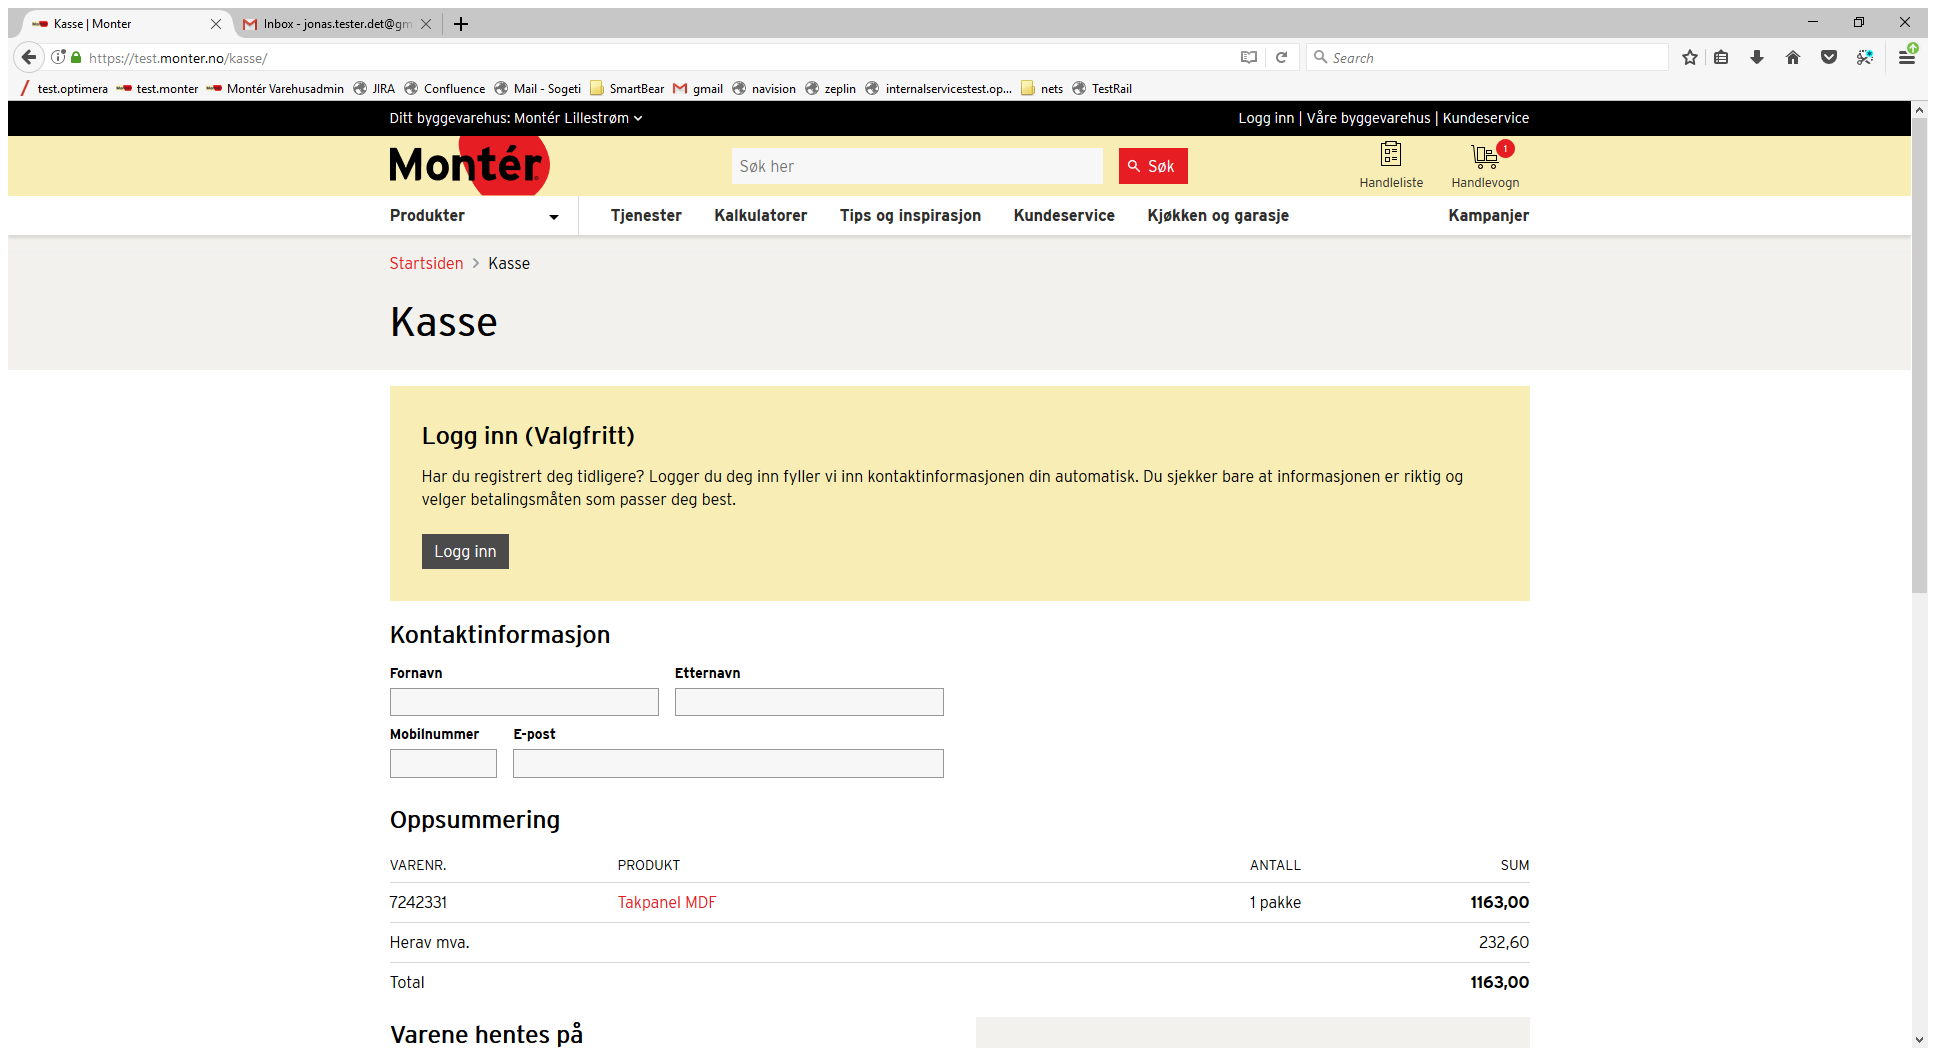 Kasse | Monter
Inbox - jonas.tester.det@gm
https://test.monter.no/kasse/
Search
test.optimera test.monter Montér Varehusadmin JIRA Confluence Mail - Sogeti SmartBear gmail navision zeplin internalservicestest.op... nets TestRail
Ditt byggevarehus: Montér Lillestrøm
Logg inn | Våre byggevarehus | Kundeservice
Montér
Søk her
Søk
Handleliste
1
Handlevogn
Produkter Tjenester Kalkulatorer Tips og inspirasjon Kundeservice Kjøkken og garasje Kampanjer
Startsiden > Kasse
Kasse
Logg inn (Valgfritt)
Har du registrert deg tidligere? Logger du deg inn fyller vi inn kontaktinformasjonen din automatisk. Du sjekker bare at informasjonen er riktig og
velger betalingsmåten som passer deg best.
Logg inn
Kontaktinformasjon
Fornavn Etternavn
Mobilnummer E-post
Oppsummering
VARENR. PRODUKT ANTALL SUM
7242331 Takpanel MDF 1 pakke 1163,00
Herav mva. 232,60
Total 1163,00
Varene hentes på